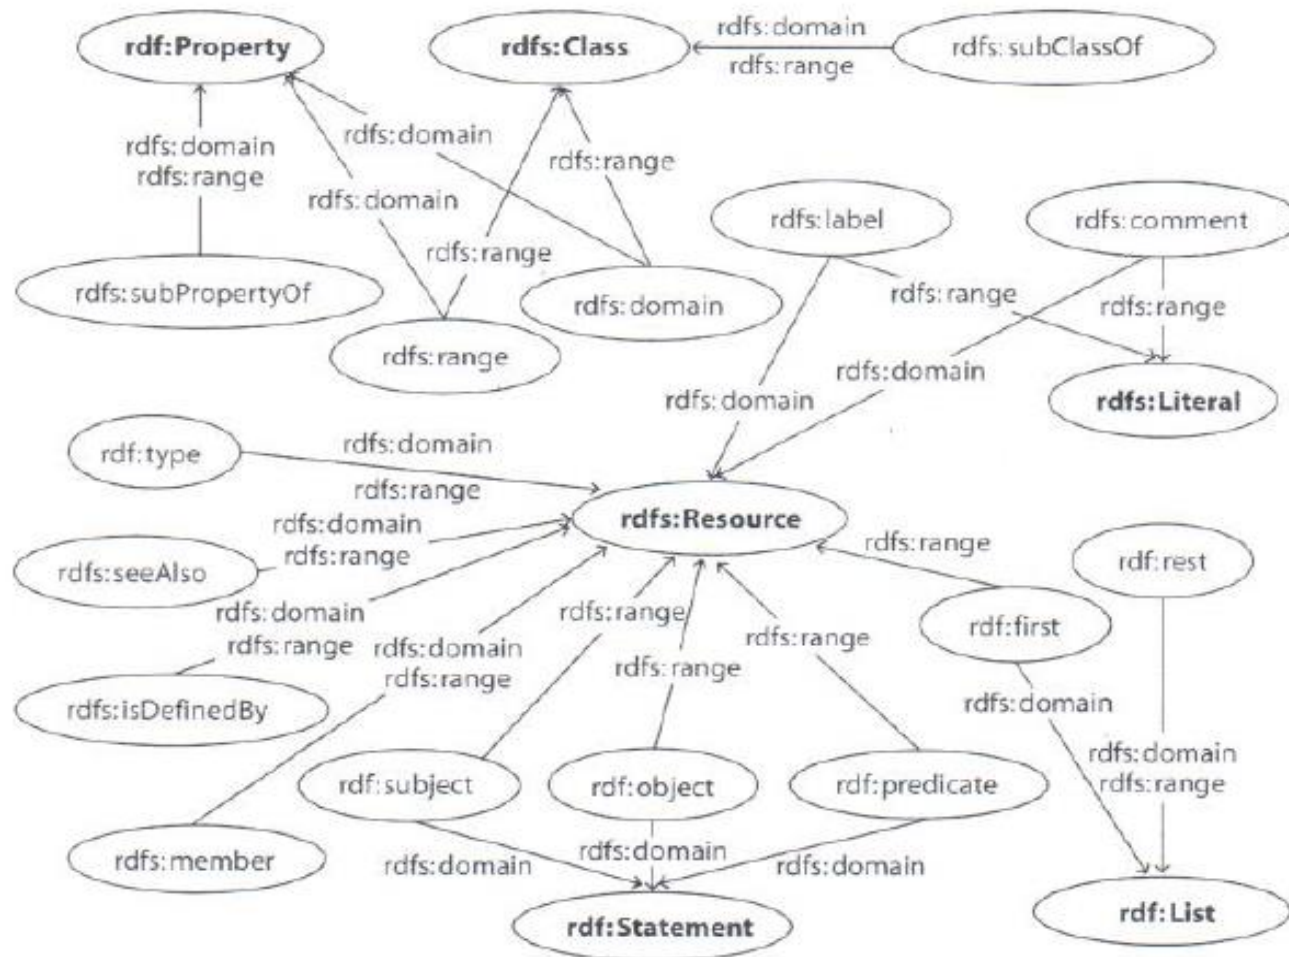 rdf:Property
rdfs:Class
rdfs:domain
rdfs:range
rdfs:subClassOf
rdfs:domain
rdfs:range
rdfs:domain
rdfs:range
rdfs:domain
rdfs:range
rdfs:label
rdfs:comment
rdfs:subPropertyOf
rdfs:domain
rdfs:range
rdfs:range
rdfs:range
rdfs:domain
rdfs:domain
rdfs:Literal
rdf:type
rdfs:domain
rdfs:range
rdfs:Resource
rdfs:seeAlso
rdfs:domain
rdfs:range
rdfs:range
rdf:rest
rdfs:domain
rdfs:range
rdfs:isDefinedBy
rdfs:domain
rdfs:range
rdfs:range
rdfs:range
rdfs:range
rdf:first
rdfs:domain
rdf:subject
rdf:object
rdf:predicate
rdfs:domain
rdfs:range
rdfs:member
rdfs:domain
rdfs:domain
rdfs:domain
rdf:Statement
rdf:List